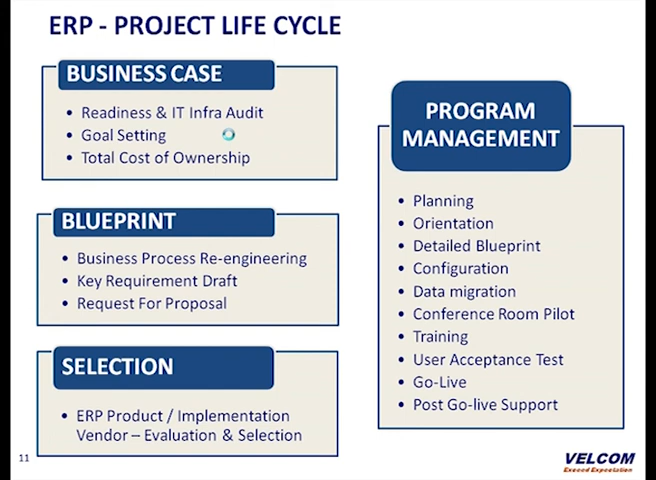 ERP - PROJECT LIFE CYCLE
BUSINESS CASE
• Readiness & IT Infra Audit
• Goal Setting
• Total Cost of Ownership
BLUEPRINT
• Business Process Re-engineering
• Key Requirement Draft
• Request For Proposal
SELECTION
• ERP Product / Implementation
Vendor – Evaluation & Selection
PROGRAM
MANAGEMENT
• Planning
• Orientation
• Detailed Blueprint
• Configuration
• Data migration
• Conference Room Pilot
• Training
• User Acceptance Test
• Go-Live
• Post Go-live Support
11
VELCOM
Exceed Expectation